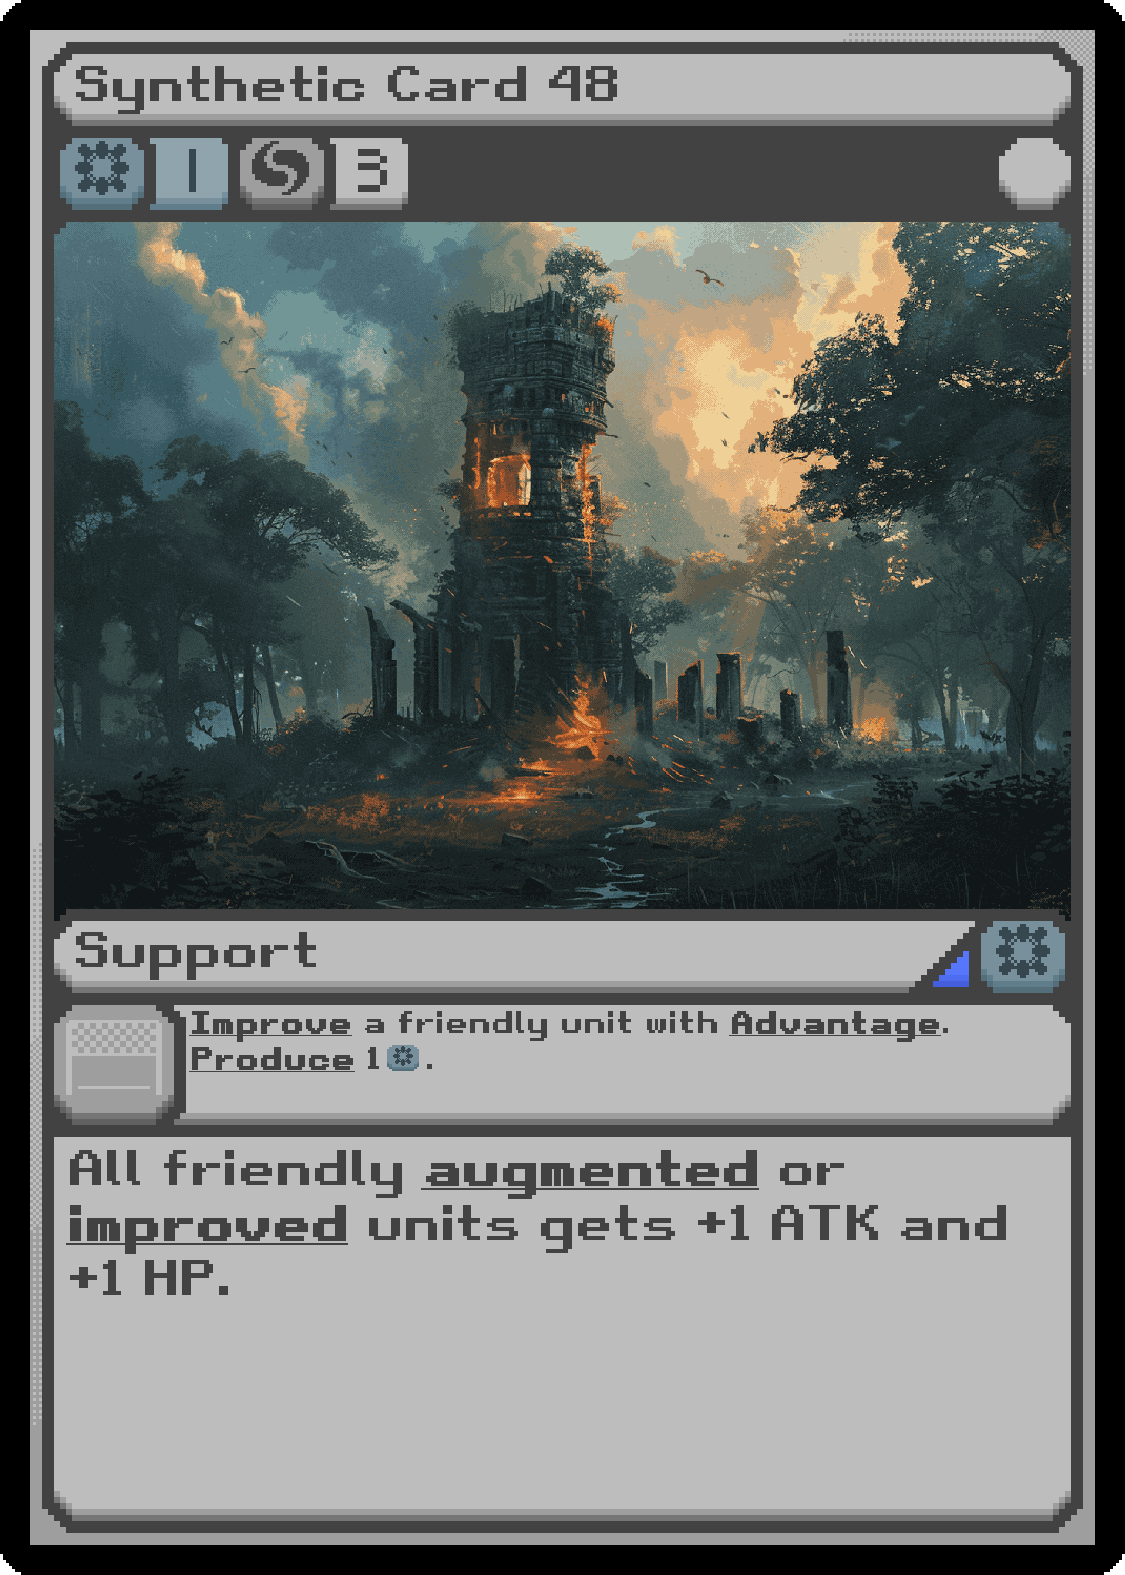 Synthetic Card 48
1 3
Support
Improve a friendly unit with Advantage.
Produce 1 .
All friendly augmented or
improved units gets +1 ATK and
+1 HP.